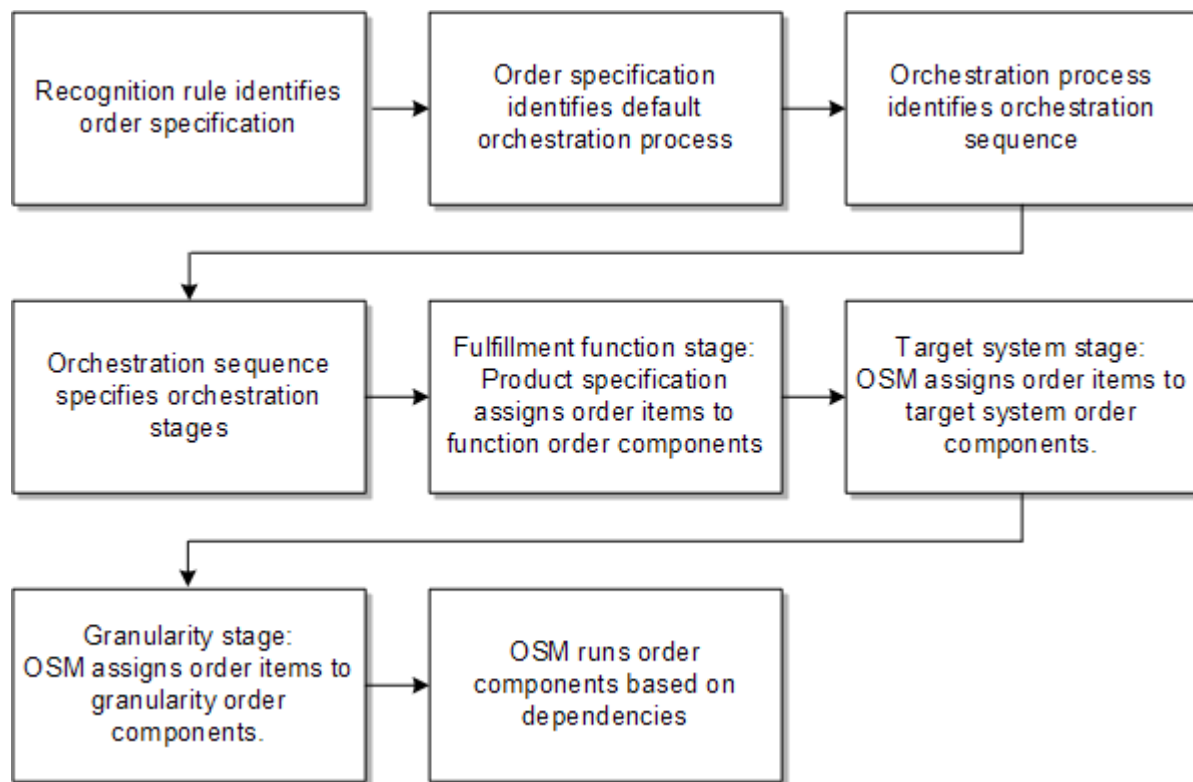 Recognition rule identifies
order specification
Order specification
identifies default
orchestration process
Orchestration process
identifies orchestration
sequence
Orchestration sequence
specifies orchestration
stages
Fulfillment function stage:
Product specification
assigns order items to
function order components
Target system stage:
OSM assigns order items to
target system order
components.
Granularity stage:
OSM assigns order items to
granularity order
components.
OSM runs order
components based on
dependencies